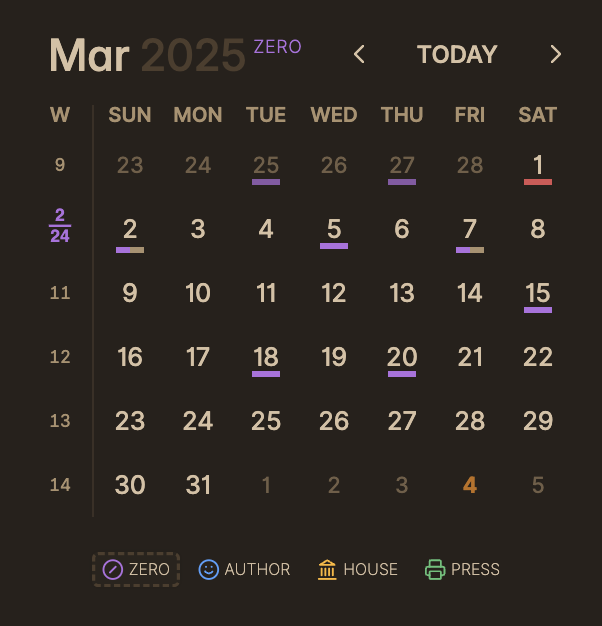 Mar 2025 ZERO TODAY
W SUN MON TUE WED THU FRI SAT
9 23 24 25 26 27 28 1
2/24 2 3 4 5 6 7 8
11 9 10 11 12 13 14 15
12 16 17 18 19 20 21 22
13 23 24 25 26 27 28 29
14 30 31 1 2 3 4 5
ZERO AUTHOR HOUSE PRESS